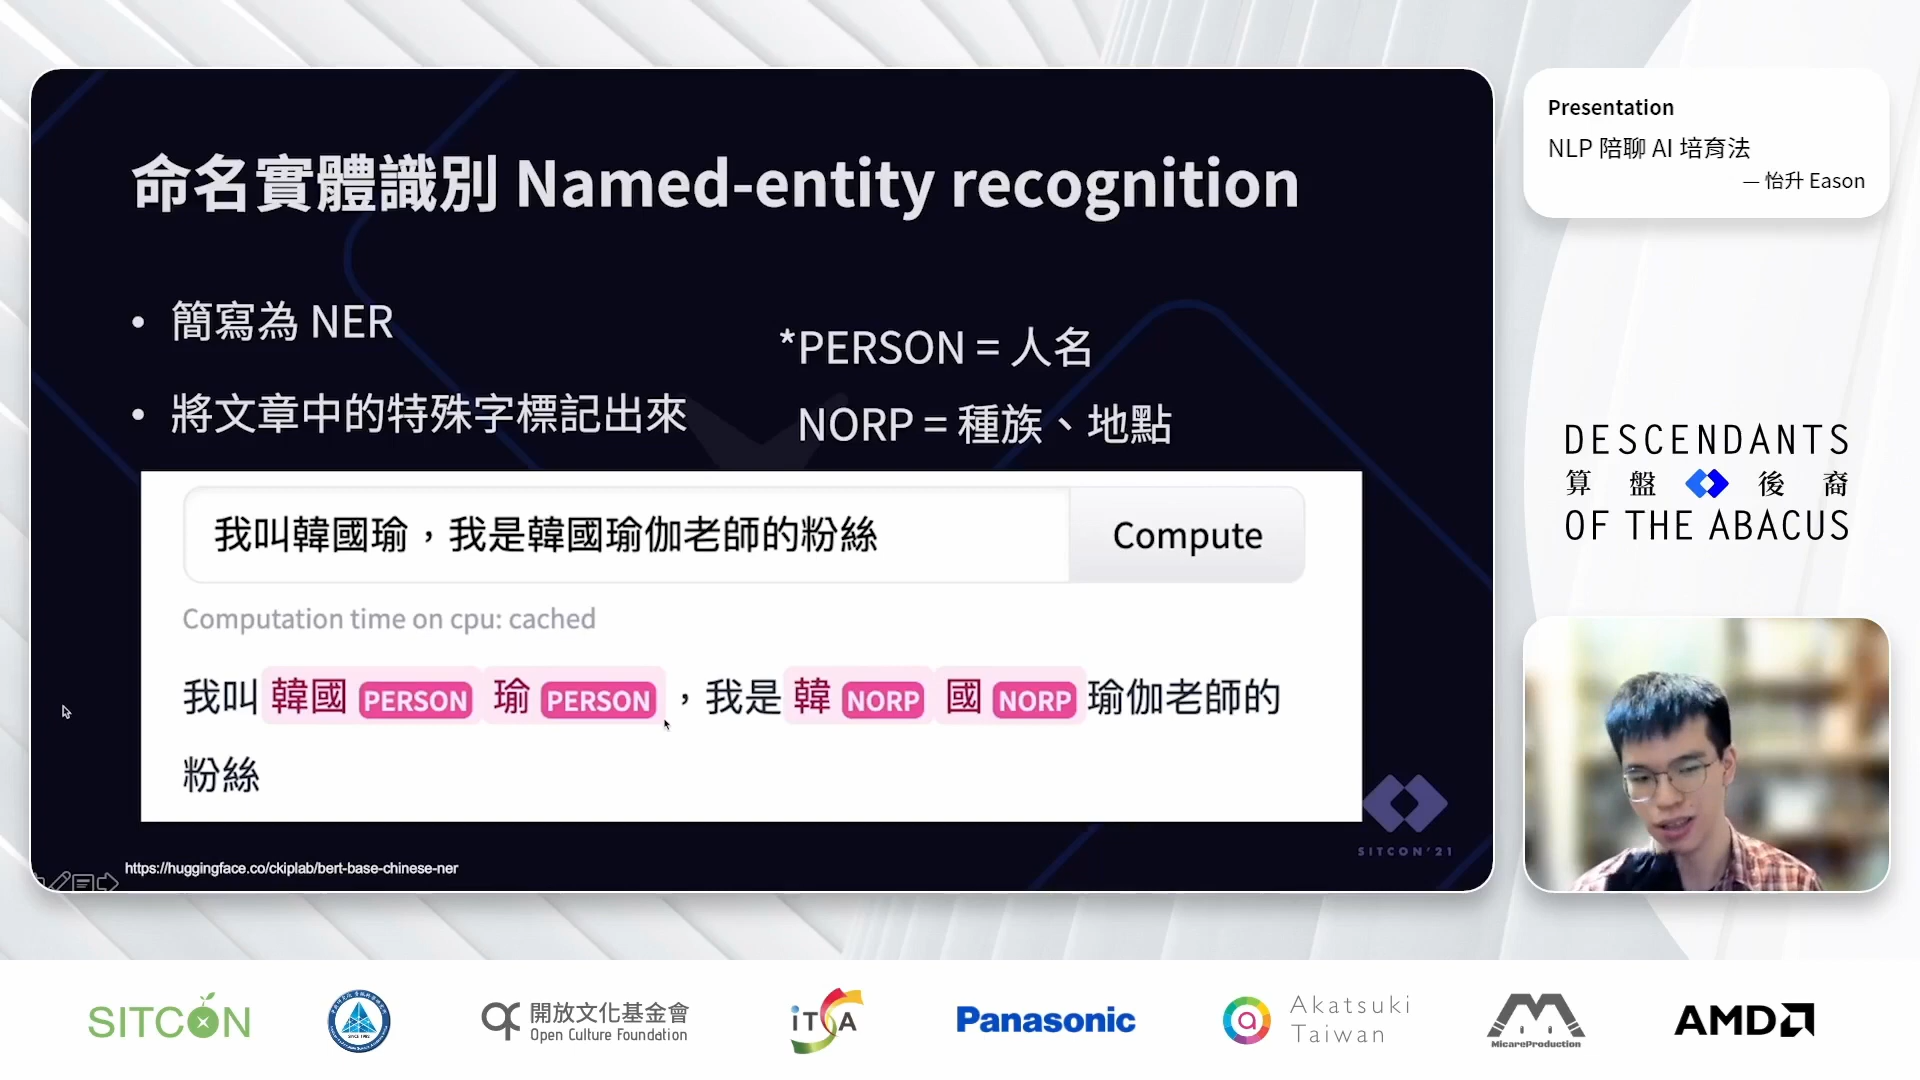 命名實體識別 Named-entity recognition
• 簡寫為 NER
• 將文章中的特殊字標記出來
*PERSON = 人名
NORP = 種族、地點
我叫韓國瑜，我是韓國瑜伽老師的粉絲
Compute
Computation time on cpu: cached
我叫 韓國 PERSON 瑜 PERSON ，我是 韓 NORP 國 NORP 瑜伽老師的
粉絲
https://huggingface.co/ckiplab/bert-base-chinese-ner
SITCON'21
Presentation
NLP 陪聊 AI 培育法
— 怡升 Eason
DESCENDANTS
算盤後裔
OF THE ABACUS
SITCON
開放文化基金會
Open Culture Foundation
iTSA
Panasonic
Akatsuki
Taiwan
MicareProduction
AMD